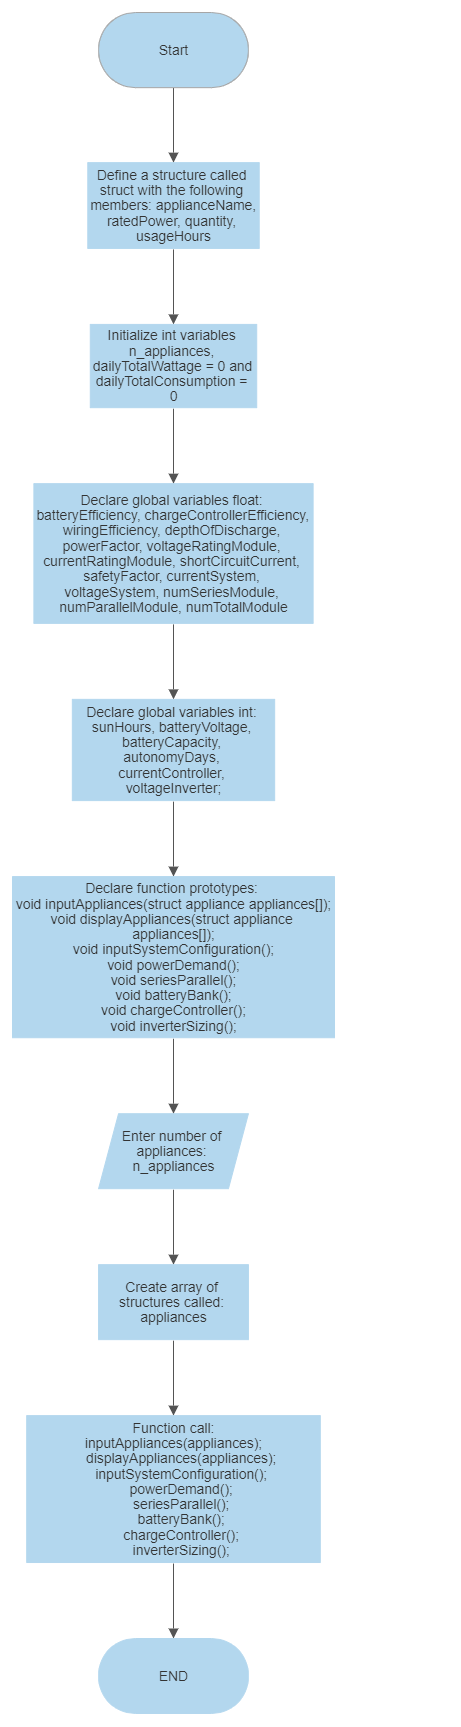 Start
Define a structure called
struct with the following
members: applianceName,
ratedPower, quantity,
usageHours
Initialize int variables
n_appliances,
dailyTotalWattage = 0 and
dailyTotalConsumption =
0
Declare global variables float:
batteryEfficiency, chargeControllerEfficiency,
wiringEfficiency, depthOfDischarge,
powerFactor, voltageRatingModule,
currentRatingModule, shortCircuitCurrent,
safetyFactor, currentSystem,
voltageSystem, numSeriesModule,
numParallelModule, numTotalModule
Declare global variables int:
sunHours, batteryVoltage,
batteryCapacity,
autonomyDays,
currentController,
voltageInverter;
Declare function prototypes:
void inputAppliances(struct appliance appliances[]);
void displayAppliances(struct appliance
appliances[]);
void inputSystemConfiguration();
void powerDemand();
void seriesParallel();
void batteryBank();
void chargeController();
void inverterSizing();
Enter number of
appliances:
n_appliances
Create array of
structures called:
appliances
Function call:
inputAppliances(appliances);
displayAppliances(appliances);
inputSystemConfiguration();
powerDemand();
seriesParallel();
batteryBank();
chargeController();
inverterSizing();
END